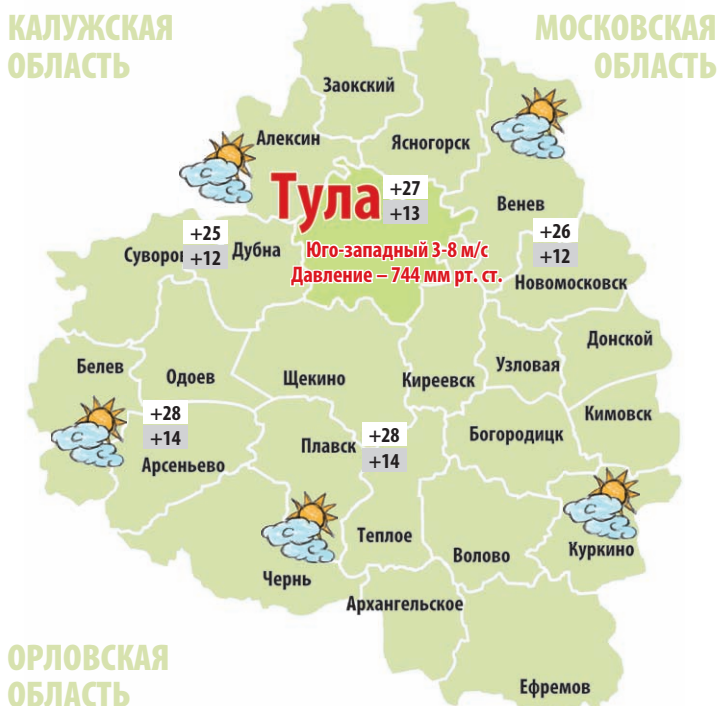 КАЛУЖСКАЯ
ОБЛАСТЬ
МОСКОВСКАЯ
ОБЛАСТЬ
Заокский
Алексин
Ясногорск
Тула
+27
+13
Венев
+25
+12
Дубна
Юго-западный 3-8 м/с
Давление – 744 мм рт. ст.
+26
+12
Новомосковск
Донской
Белев
Одоев
Щекино
Киреевск
Узловая
+28
+14
Арсеньево
Плавск
+28
+14
Богородицк
Кимовск
Теплое
Волово
Куркино
Чернь
Архангельское
ОРЛОВСКАЯ
ОБЛАСТЬ
Ефремов